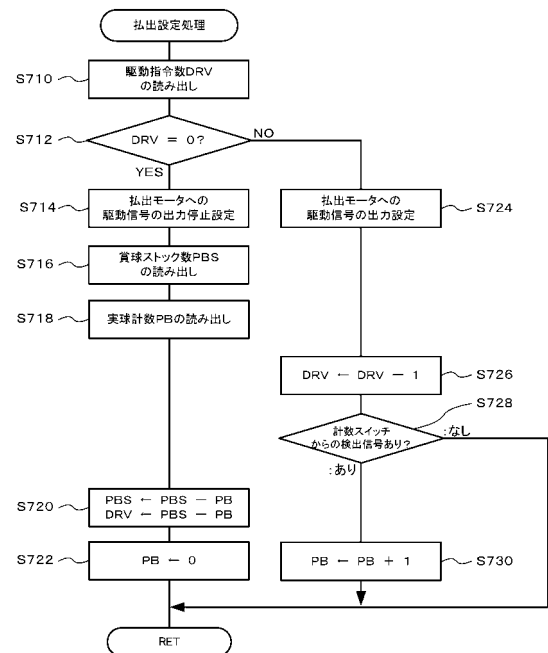 払出設定処理
S710
駆動指令数DRV
の読み出し
S712
DRV = 0?
NO
YES
S714
払出モータへの
駆動信号の出力停止設定
払出モータへの
駆動信号の出力設定
S724
S716
賞球ストック数PBS
の読み出し
S718
実球計数PBの読み出し
DRV ← DRV − 1
S726
S728
計数スイッチ
からの検出信号あり?
:なし
:あり
S720
PBS ← PBS − PB
DRV ← PBS − PB
S722
PB ← 0
PB ← PB + 1
S730
RET